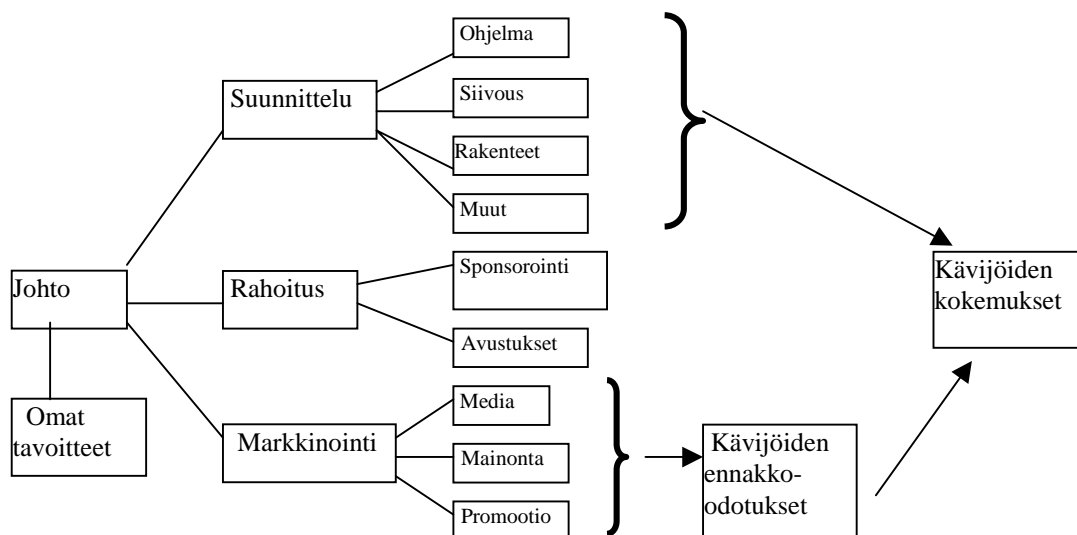 Ohjelma
Suunnittelu
Siivous
Rakenteet
Muut
Johto
Rahoitus
Sponsorointi
Avustukset
Kävijöiden
kokemukset
Omat
tavoitteet
Markkinointi
Media
Mainonta
Promootio
Kävijöiden
ennakko-
odotukset